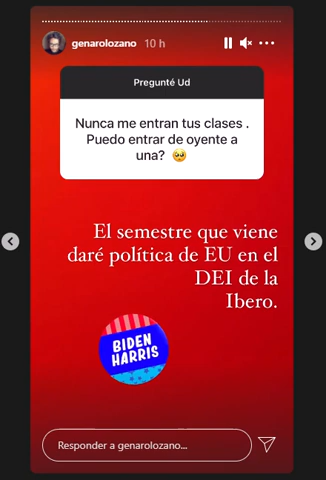 genarolozano 10 h
Pregunté Ud
Nunca me entran tus clases .
Puedo entrar de oyente a
una? 🥺
El semestre que viene
daré política de EU en el
DEI de la
Ibero.
BIDEN
HARRIS
Responder a genarolozano...